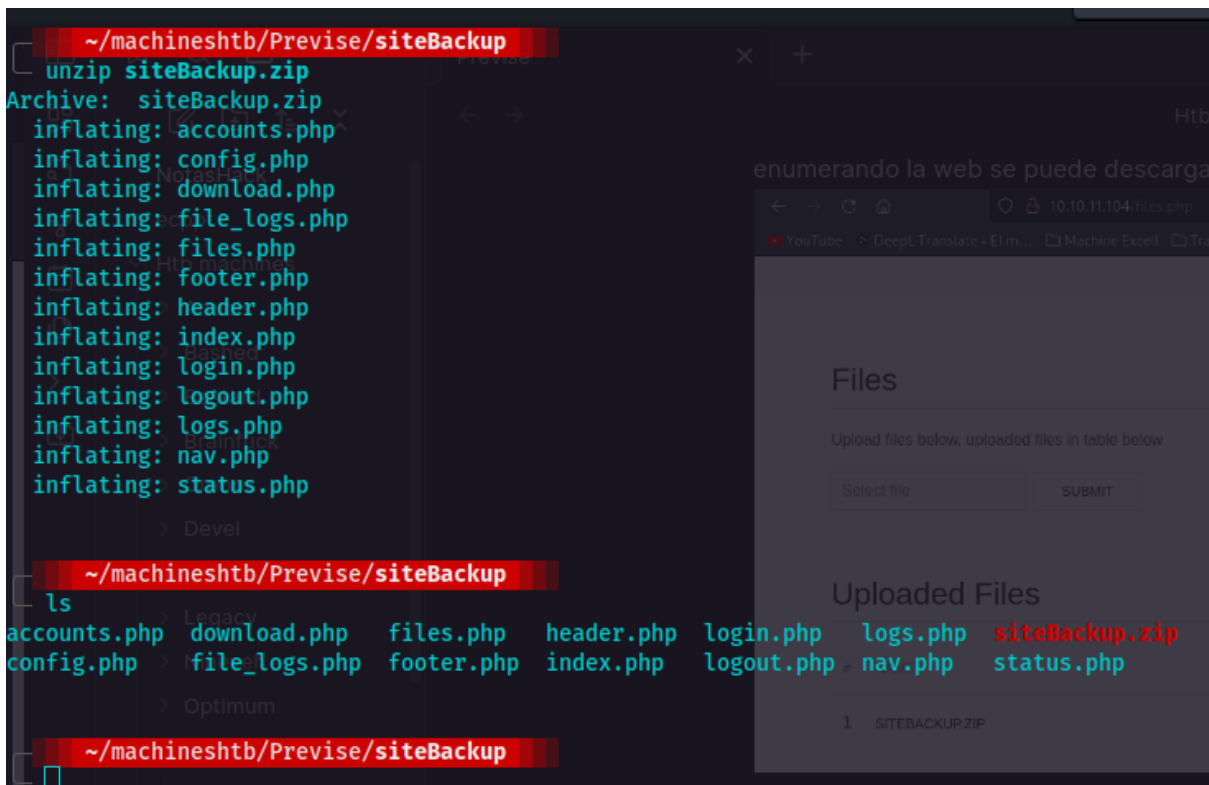 ~/machineshtb/Previse/siteBackup
unzip siteBackup.zip
Archive:  siteBackup.zip
inflating: accounts.php
inflating: config.php
inflating: download.php
inflating: file_logs.php
inflating: files.php
inflating: footer.php
inflating: header.php
inflating: index.php
inflating: login.php
inflating: logout.php
inflating: logs.php
inflating: nav.php
inflating: status.php
~/machineshtb/Previse/siteBackup
ls
accounts.php download.php files.php header.php login.php logs.php siteBackup.zip
config.php file_logs.php footer.php index.php logout.php nav.php status.php
~/machineshtb/Previse/siteBackup
Previse
Htb
NotasHack
Htb machines
Bashed
Brainfuck
Devel
Legacy
Optimum
enumerando la web se puede descarga
10.10.11.104/files.php
YouTube DeepL Translate - El m... Machine Excell Tra
Files
Upload files below, uploaded files in table below
Select file SUBMIT
Uploaded Files
#
1 SITEBACKUP.ZIP